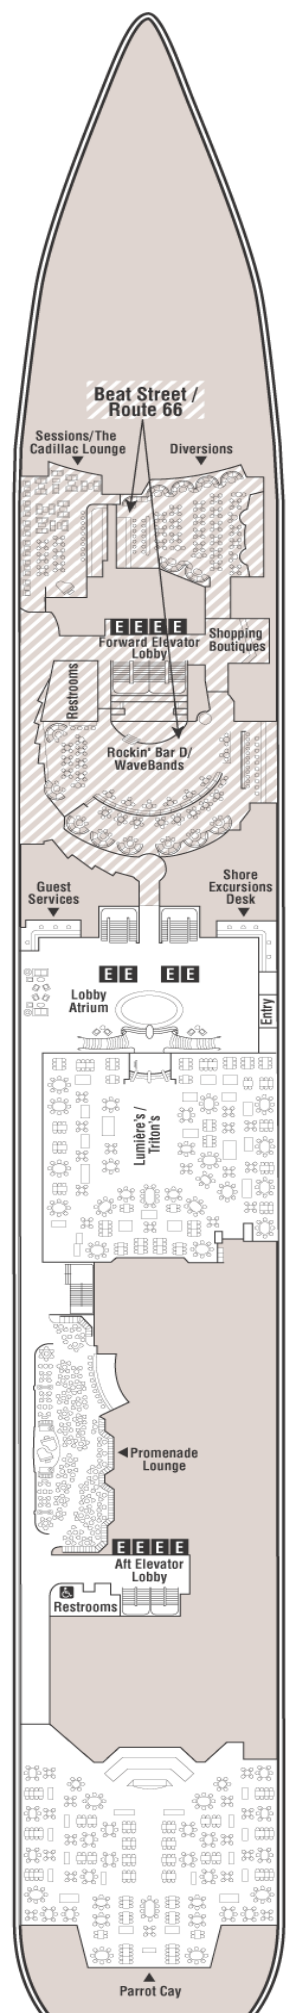 Beat Street /
Route 66
Sessions/The
Cadillac Lounge
Diversions
E E E E
Forward Elevator
Lobby
Shopping
Boutiques
Restrooms
Rockin' Bar D/
WaveBands
Guest
Services
Shore
Excursions
Desk
E E E E
Lobby
Atrium
Entry
Lumière's /
Triton's
Promenade
Lounge
E E E E
Aft Elevator
Lobby
Restrooms
Parrot Cay